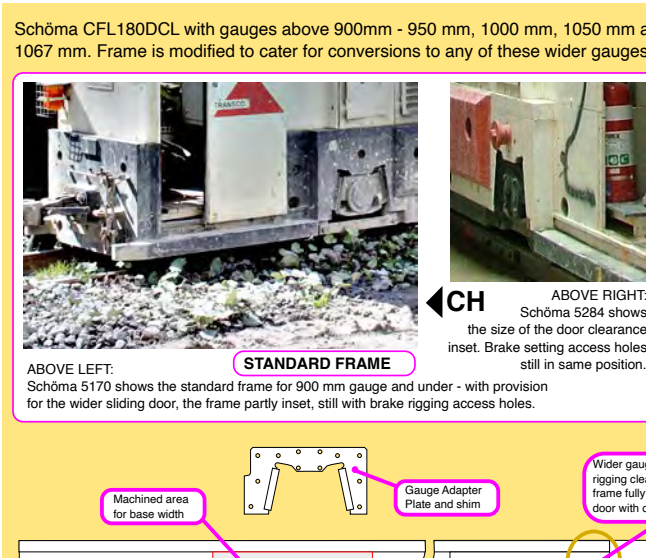 Schöma CFL180DCL with gauges above 900mm - 950 mm, 1000 mm, 1050 mm
1067 mm. Frame is modified to cater for conversions to any of these wider gauges
TRANSCO
CH
ABOVE RIGHT:
Schöma 5284 shows
the size of the door clearance
inset. Brake setting access holes
still in same position.
ABOVE LEFT:
STANDARD FRAME
Schöma 5170 shows the standard frame for 900 mm gauge and under - with provision
for the wider sliding door, the frame partly inset, still with brake rigging access holes.
Gauge Adapter
Plate and shim
Machined area
for base width
Wider
rigging
frame fully
door with